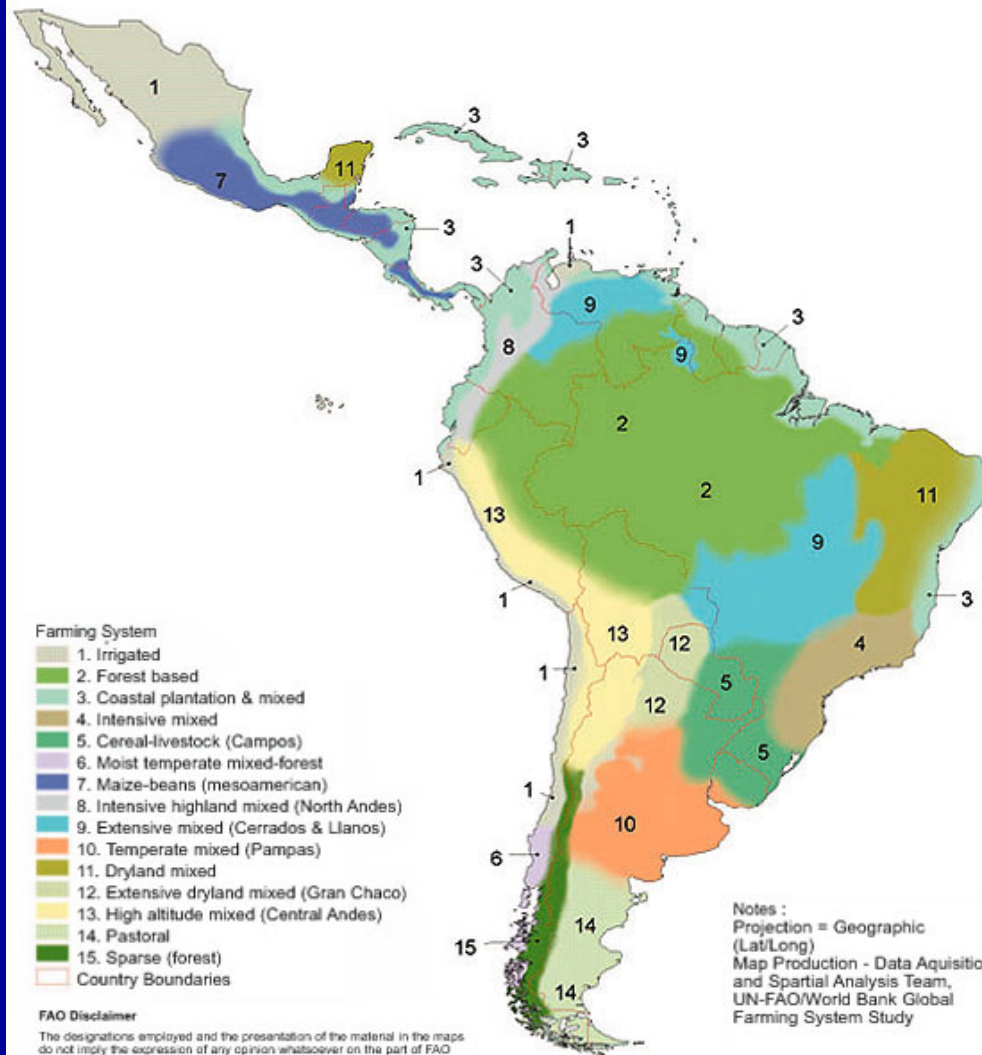 1
3
3
7
11
3
1
3
9
3
8
9
2
1
2
11
13
9
1
3
13
12
4
1
5
12
5
1
10
6
14
15
14
Farming System
1. Irrigated
2. Forest based
3. Coastal plantation & mixed
4. Intensive mixed
5. Cereal-livestock (Campos)
6. Moist temperate mixed-forest
7. Maize-beans (mesoamerican)
8. Intensive highland mixed (North Andes)
9. Extensive mixed (Cerrados & Llanos)
10. Temperate mixed (Pampas)
11. Dryland mixed
12. Extensive dryland mixed (Gran Chaco)
13. High altitude mixed (Central Andes)
14. Pastoral
15. Sparse (forest)
Country Boundaries
FAO Disclaimer
The designations employed and the presentation of the material in the maps
do not imply the expression of any opinion whatsoever on the part of FAO
Notes :
Projection = Geographic
(Lat/Long)
Map Production - Data Aquisitio
and Spartial Analysis Team,
UN-FAO/World Bank Global
Farming System Study